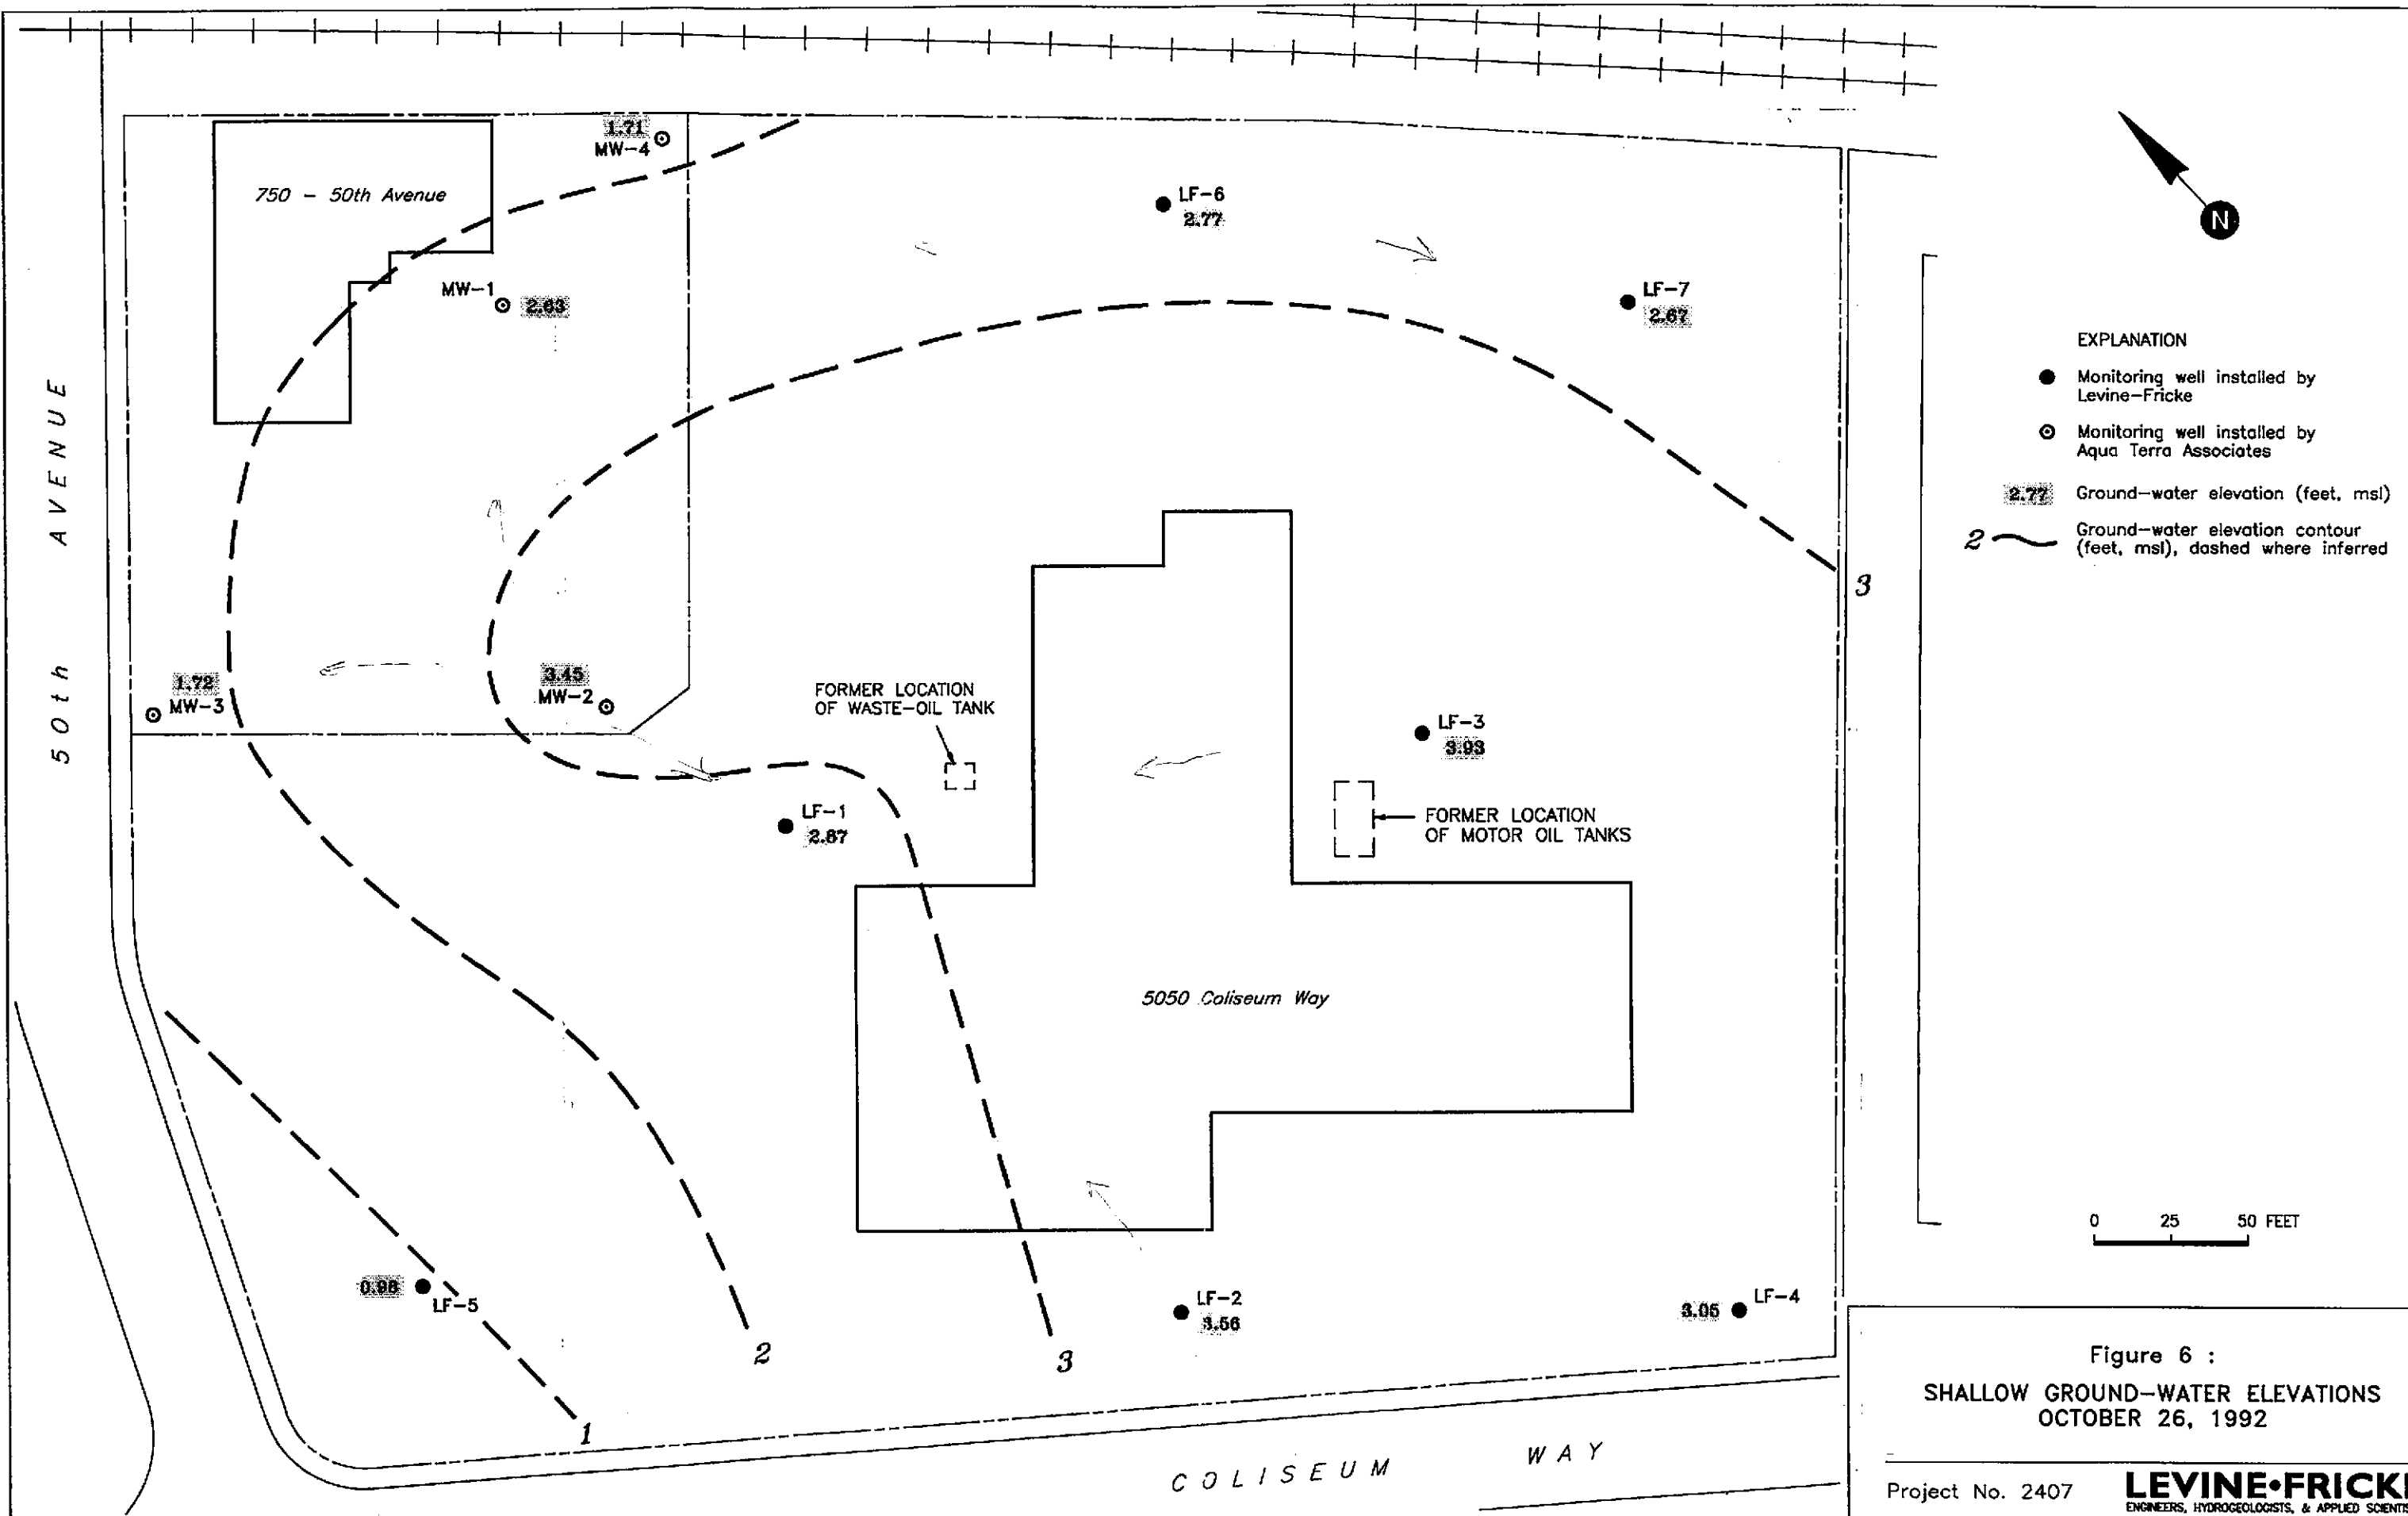 1.71
MW-4
750 - 50th Avenue
LF-6
2.77
N
MW-1
2.63
LF-7
2.67
EXPLANATION
Monitoring well installed by
Levine-Fricke
Monitoring well installed by
Aqua Terra Associates
2.77 Ground-water elevation (feet, msl)
2 Ground-water elevation contour
(feet, msl), dashed where inferred
3
50th AVENUE
1.72
MW-3
3.45
MW-2
FORMER LOCATION
OF WASTE-OIL TANK
LF-3
3.93
LF-1
2.87
FORMER LOCATION
OF MOTOR OIL TANKS
5050 Coliseum Way
0 25 50 FEET
0.98
LF-5
LF-2
3.56
3.05
LF-4
2
3
1
COLISEUM WAY
Figure 6 :
SHALLOW GROUND-WATER ELEVATIONS
OCTOBER 26, 1992
Project No. 2407
LEVINE•FRICKE
ENGINEERS, HYDROGEOLOGISTS, & APPLIED SCIENTIS